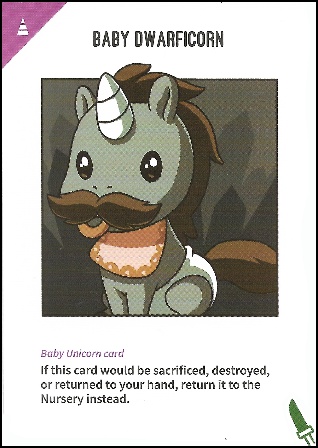 BABY DWARFICORN
Baby Unicorn card
If this card would be sacrificed, destroyed,
or returned to your hand, return it to the
Nursery instead.